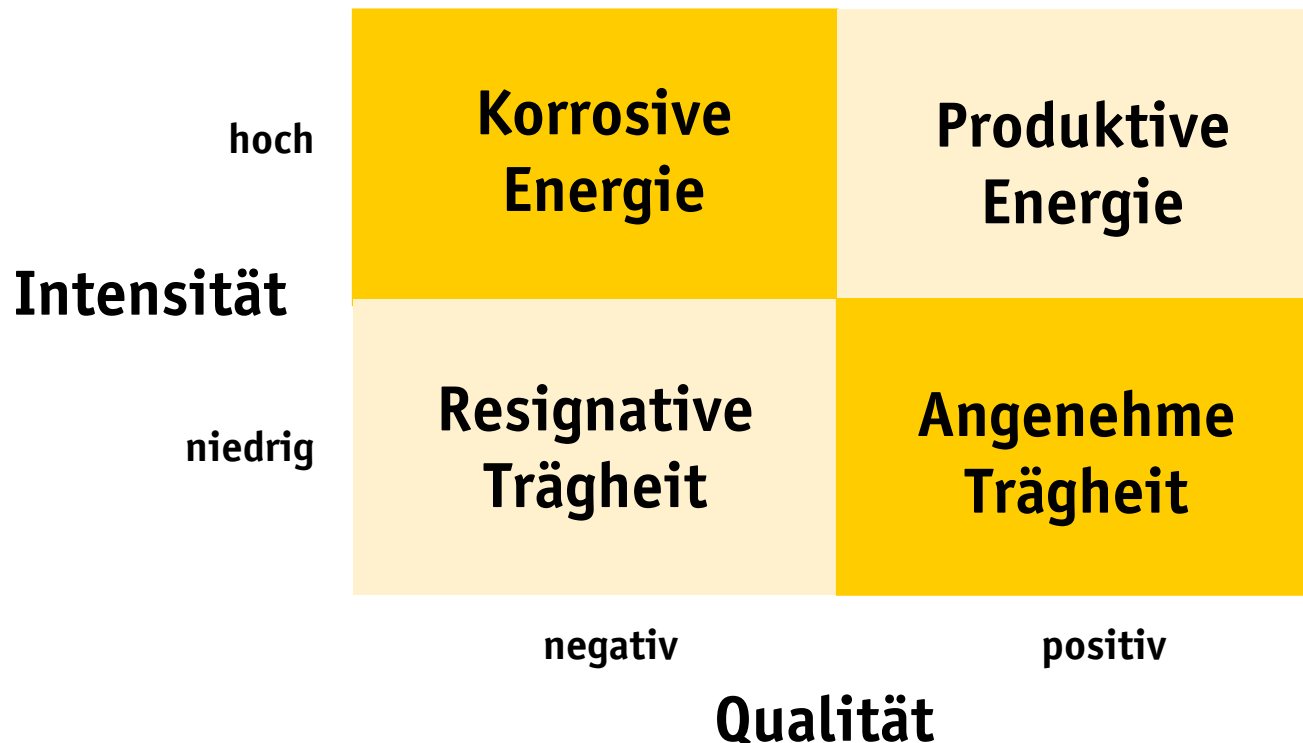 Korrosive
Energie
Produktive
Energie
hoch
Intensität
Resignative
Trägheit
Angenehme
Trägheit
niedrig
negativ
positiv
Qualität